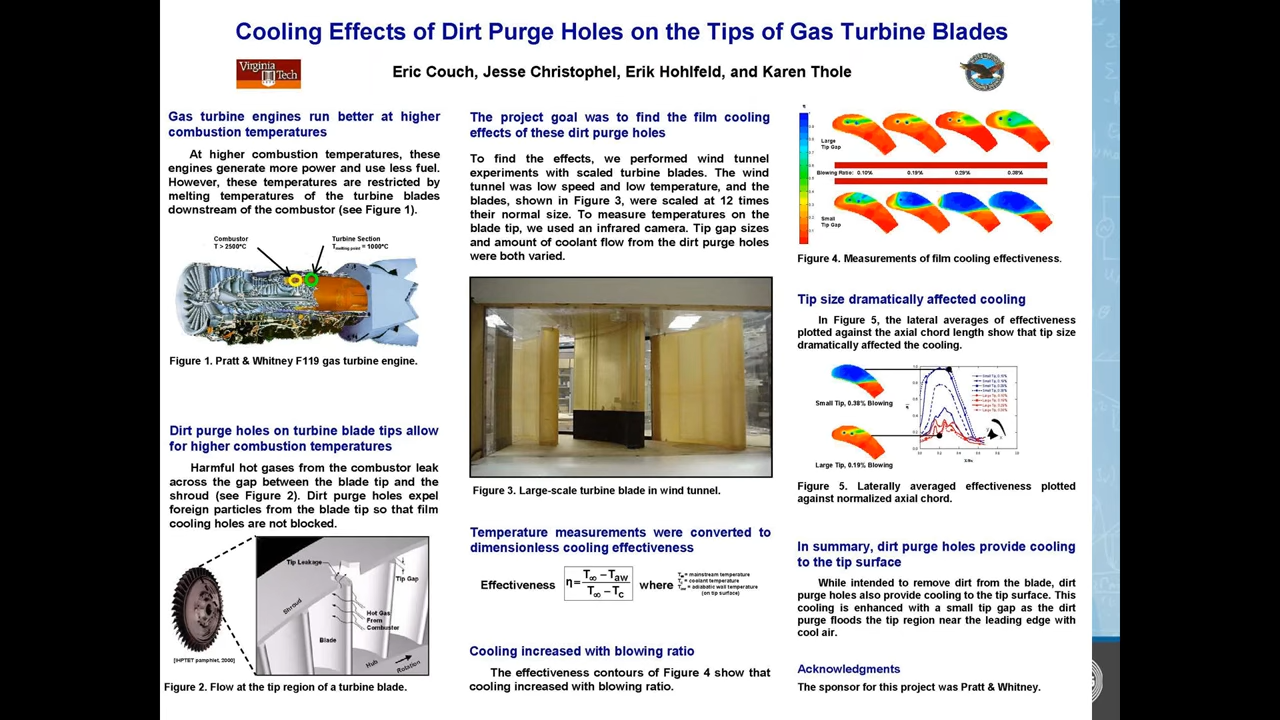 Cooling Effects of Dirt Purge Holes on the Tips of Gas Turbine Blades
Virginia
Tech
Eric Couch, Jesse Christophel, Erik Hohlfeld, and Karen Thole
Gas turbine engines run better at higher
combustion temperatures
At higher combustion temperatures, these
engines generate more power and use less fuel.
However, these temperatures are restricted by
melting temperatures of the turbine blades
downstream of the combustor (see Figure 1).
Combustor
T > 2500°C
Turbine Section
Tmelting point = 1000°C
Figure 1. Pratt & Whitney F119 gas turbine engine.
Dirt purge holes on turbine blade tips allow
for higher combustion temperatures
Harmful hot gases from the combustor leak
across the gap between the blade tip and the
shroud (see Figure 2). Dirt purge holes expel
foreign particles from the blade tip so that film
cooling holes are not blocked.
Tip Leakage
Tip Gap
Shroud
Hot Gas
From
Combustor
Blade
Hub
Rotation
[IHPTET pamphlet, 2000]
Figure 2. Flow at the tip region of a turbine blade.
The project goal was to find the film cooling
effects of these dirt purge holes
To find the effects, we performed wind tunnel
experiments with scaled turbine blades. The wind
tunnel was low speed and low temperature, and the
blades, shown in Figure 3, were scaled at 12 times
their normal size. To measure temperatures on the
blade tip, we used an infrared camera. Tip gap sizes
and amount of coolant flow from the dirt purge holes
were both varied.
Figure 3. Large-scale turbine blade in wind tunnel.
Temperature measurements were converted to
dimensionless cooling effectiveness
Effectiveness η = T∞ − Taw / T∞ − Tc where
T∞ = mainstream temperature
Tc = coolant temperature
Taw = adiabatic wall temperature
(on tip surface)
Cooling increased with blowing ratio
The effectiveness contours of Figure 4 show that
cooling increased with blowing ratio.
Large
Tip Gap
Blowing Ratio: 0.10% 0.19% 0.29% 0.38%
Small
Tip Gap
Figure 4. Measurements of film cooling effectiveness.
Tip size dramatically affected cooling
In Figure 5, the lateral averages of effectiveness
plotted against the axial chord length show that tip size
dramatically affected the cooling.
Small Tip, 0.38% Blowing
Large Tip, 0.19% Blowing
Figure 5. Laterally averaged effectiveness plotted
against normalized axial chord.
In summary, dirt purge holes provide cooling
to the tip surface
While intended to remove dirt from the blade, dirt
purge holes also provide cooling to the tip surface. This
cooling is enhanced with a small tip gap as the dirt
purge floods the tip region near the leading edge with
cool air.
Acknowledgments
The sponsor for this project was Pratt & Whitney.